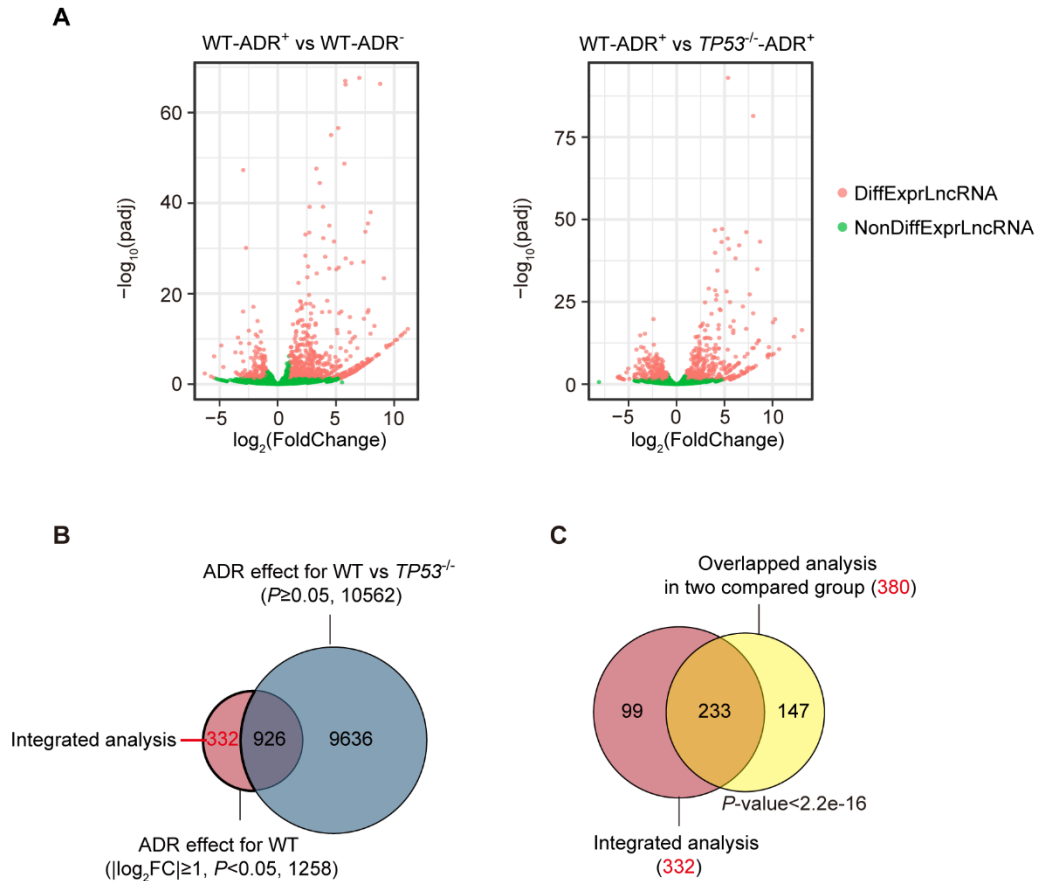 A
WT-ADR⁺ vs WT-ADR⁻
−log₁₀(padj)
60
40
20
0
−5 0 5 10
log₂(FoldChange)
WT-ADR⁺ vs TP53⁻/⁻-ADR⁺
−log₁₀(padj)
75
50
25
0
−5 0 5 10
log₂(FoldChange)
DiffExprLncRNA
NonDiffExprLncRNA
B
ADR effect for WT vs TP53⁻/⁻
(P≥0.05, 10562)
Integrated analysis
332 926 9636
ADR effect for WT
(|log₂FC|≥1, P<0.05, 1258)
C
Overlapped analysis
in two compared group (380)
99 233 147
P-value<2.2e-16
Integrated analysis
(332)